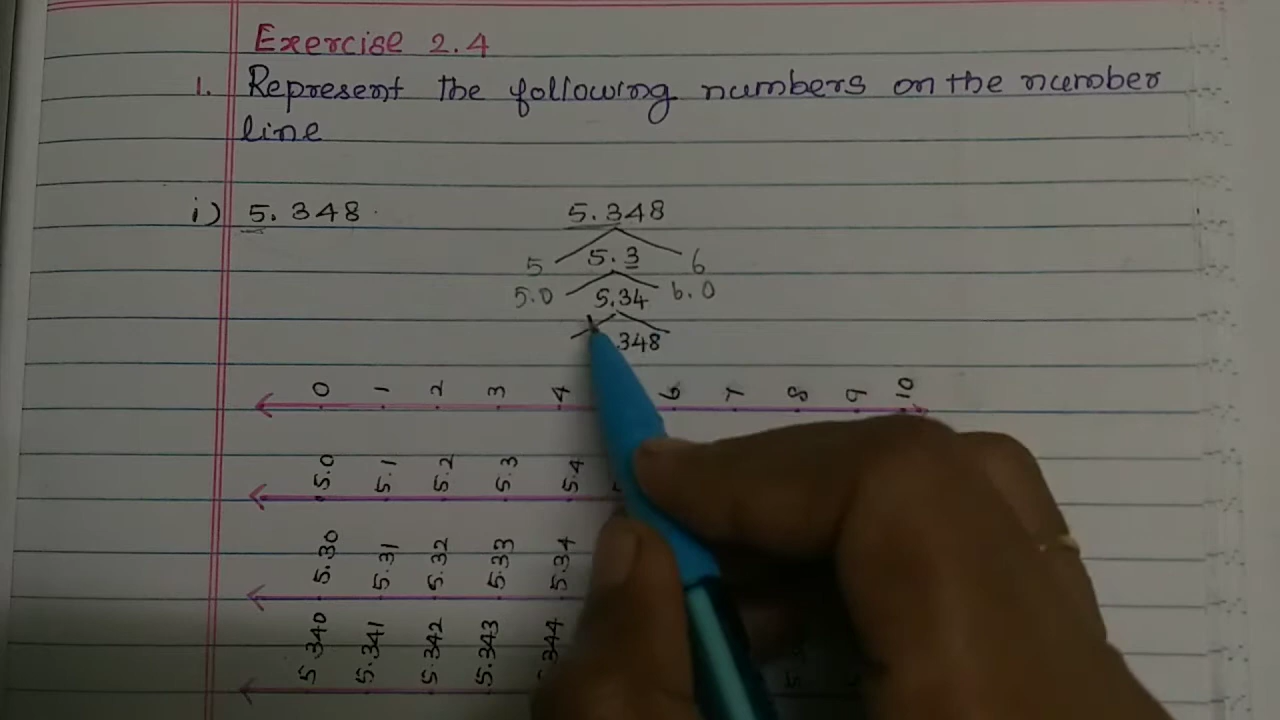 Exercise 2.4
1. Represent the following numbers on the number
line
i) 5.348 5.348
5 5.3 6
5.0 5.34 6.0
.348
0 1 2 3 4 6 7 8 9 10
5.0 5.1 5.2 5.3 5.4
5.30 5.31 5.32 5.33 5.34
5.340 5.341 5.342 5.343 .344